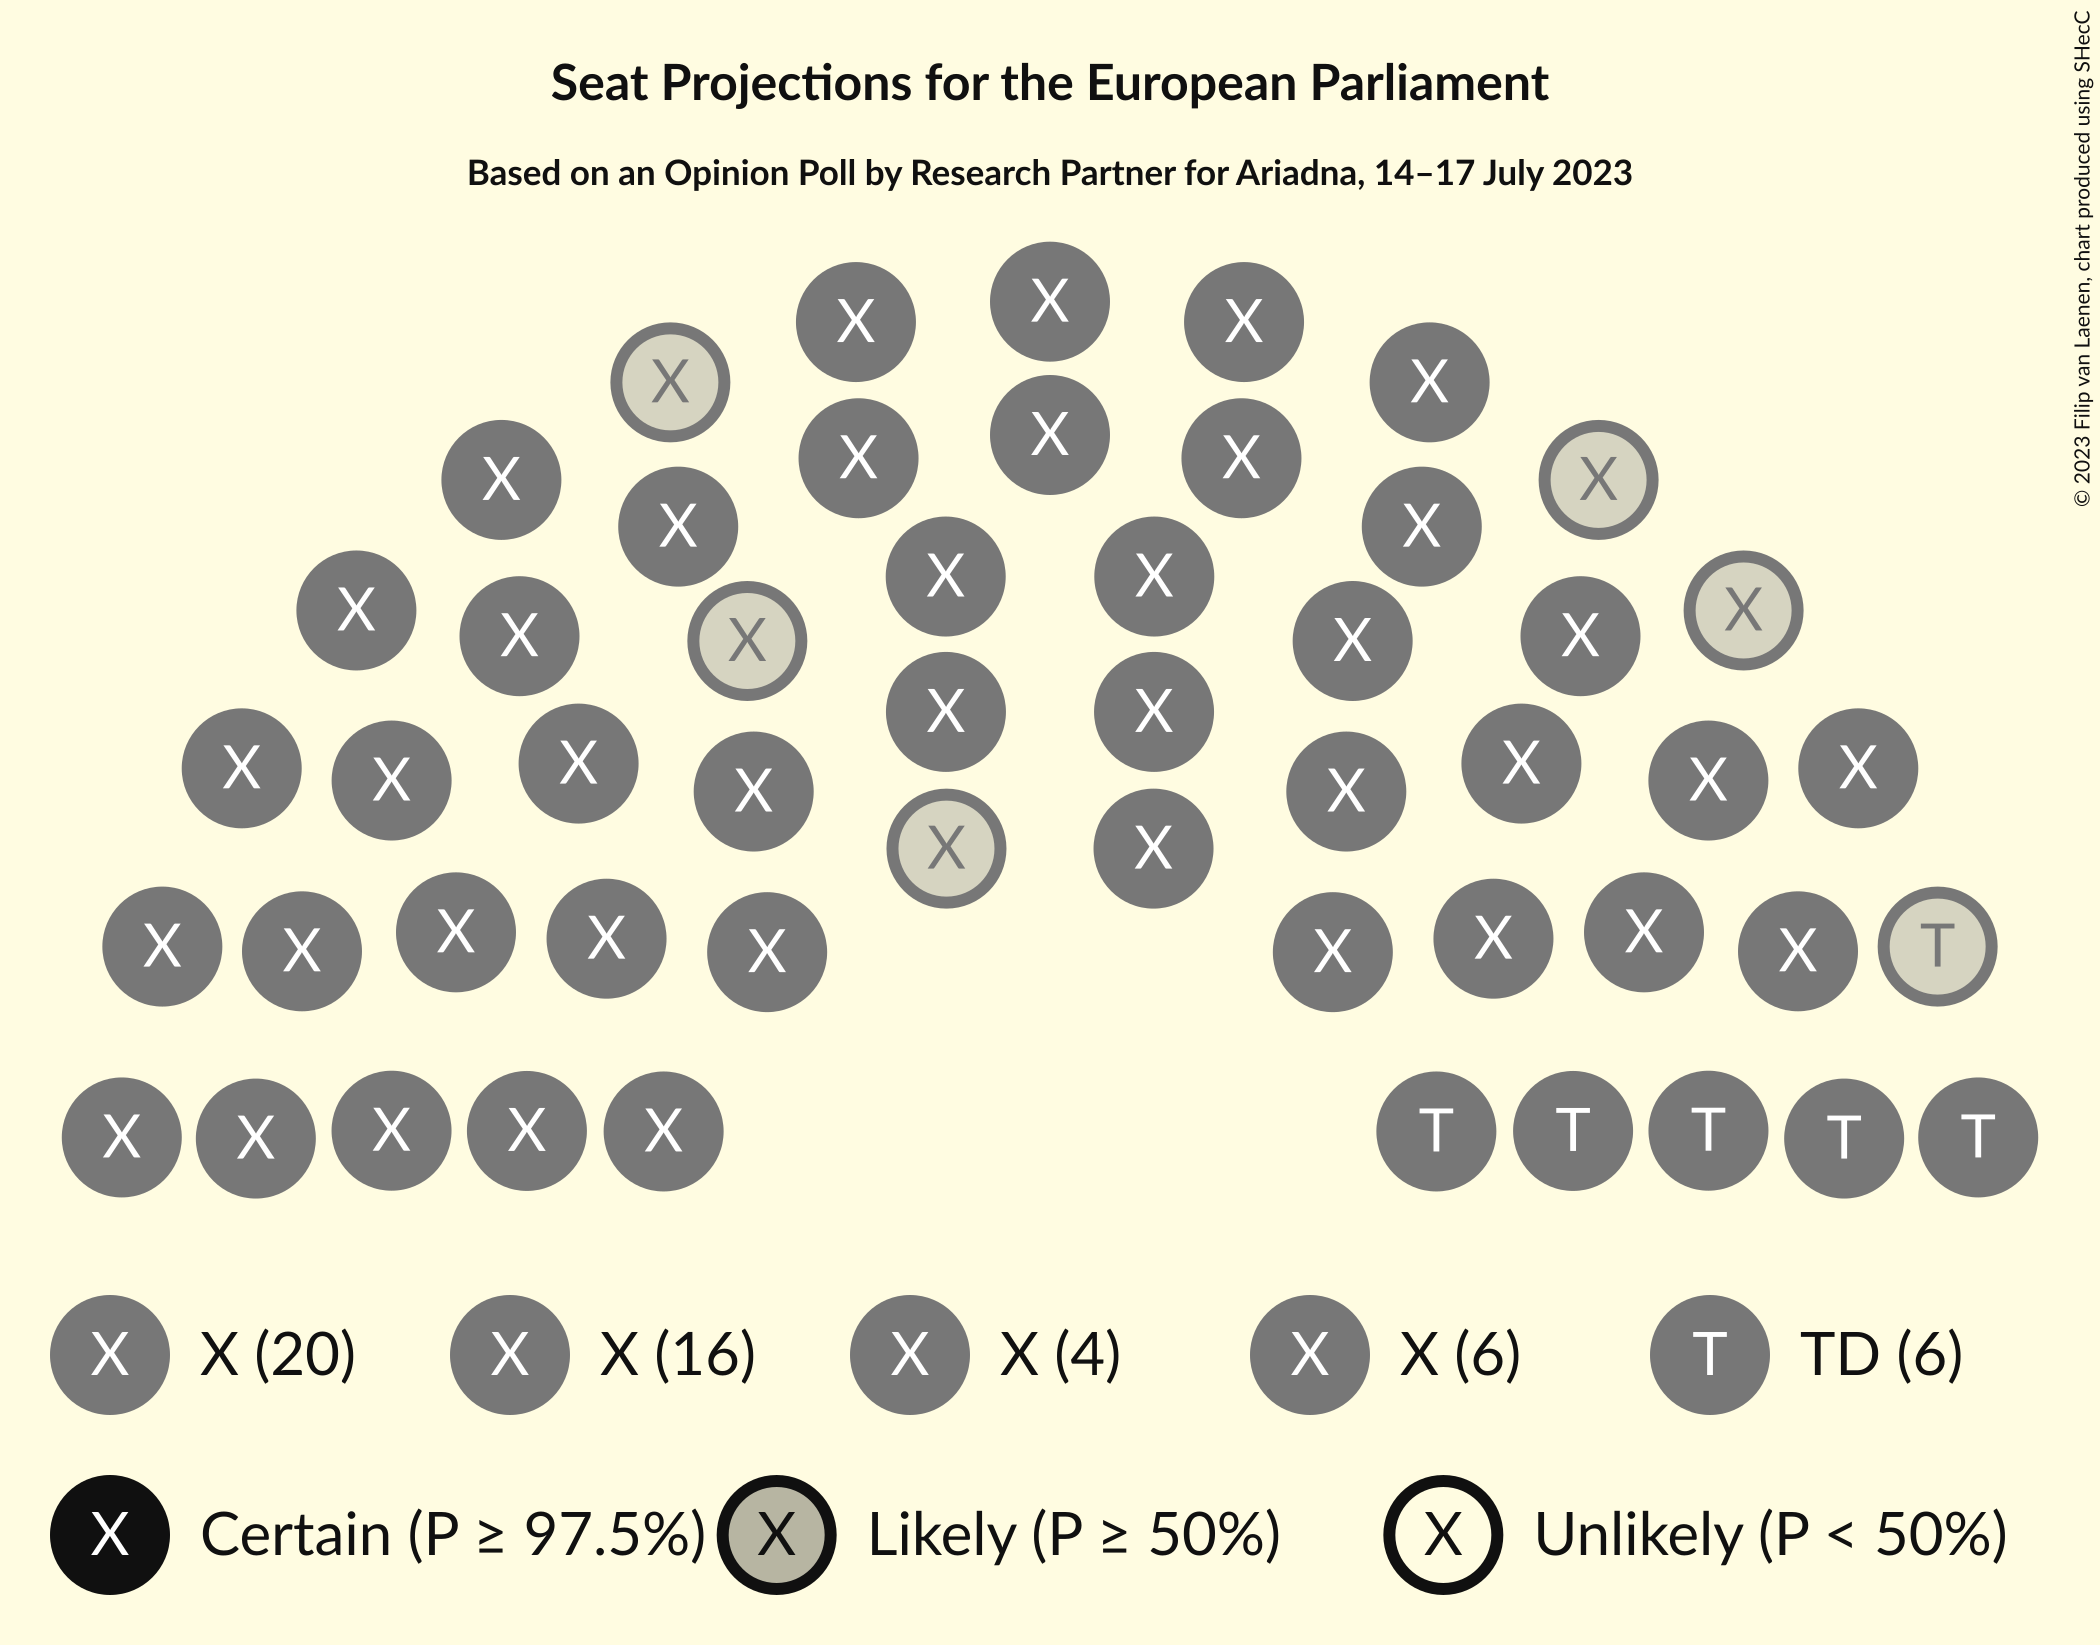 Seat Projections for the European Parliament
Based on an Opinion Poll by Research Partner for Ariadna, 14–17 July 2023
© 2023 Filip van Laenen, chart produced using SHecC
X X X
X X
X X X
X X
X X
X X
X X X X X X
X X
X X X X X X X X
X X
X X X X X X X X X T
X X X X X T T T T T
X X (20) X X (16) X X (4) X X (6) T TD (6)
X Certain (P ≥ 97.5%) X Likely (P ≥ 50%) X Unlikely (P < 50%)